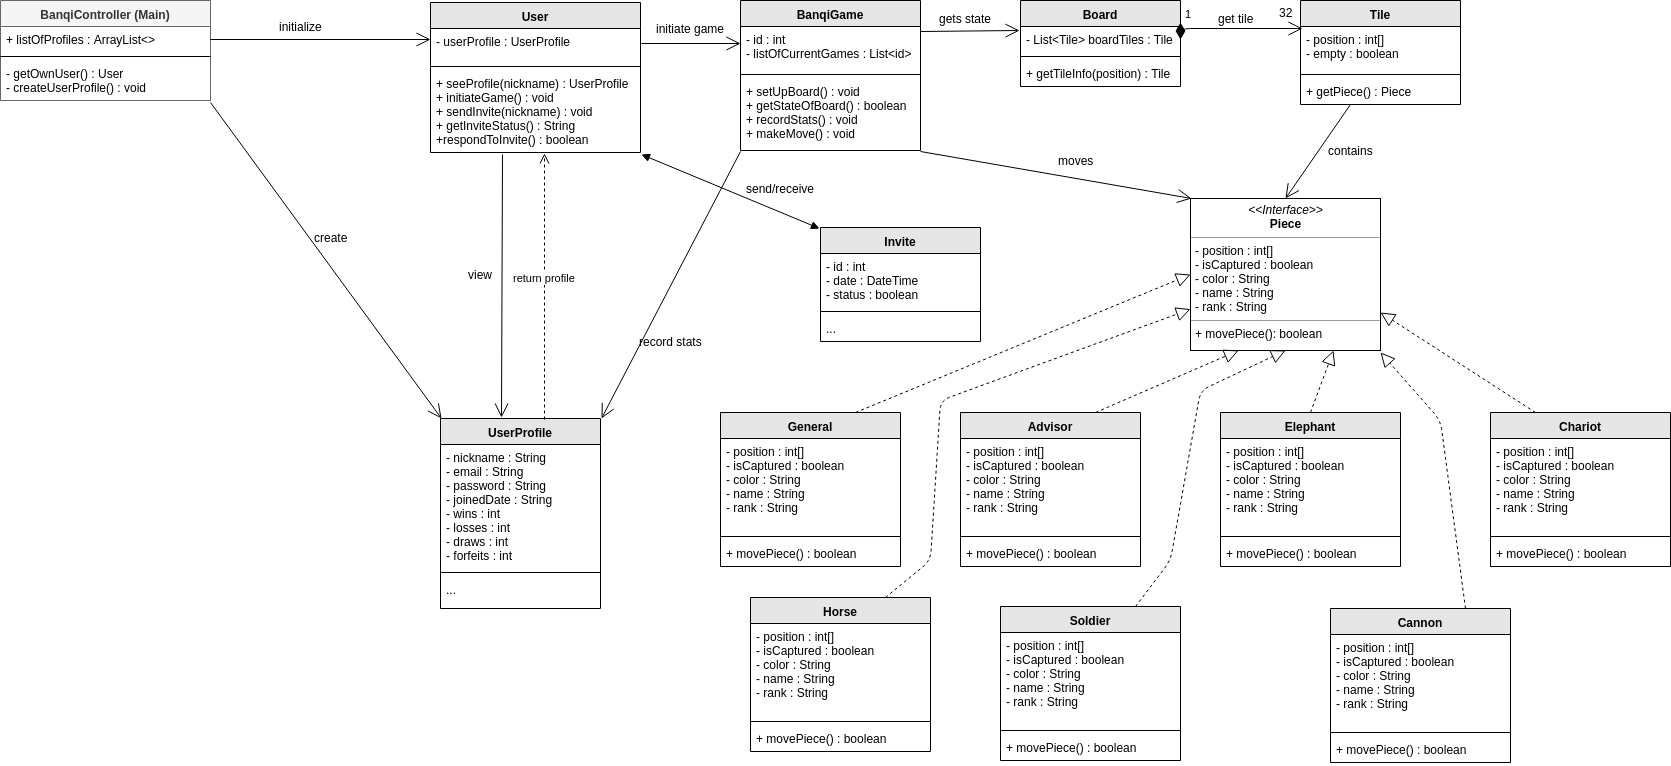 BanqiController (Main)
+ listOfProfiles : ArrayList<>
- getOwnUser() : User
- createUserProfile() : void
initialize
User
- userProfile : UserProfile
+ seeProfile(nickname) : UserProfile
+ initiateGame() : void
+ sendInvite(nickname) : void
+ getInviteStatus() : String
+respondToInvite() : boolean
initiate game
BanqiGame
- id : int
- listOfCurrentGames : List<id>
+ setUpBoard() : void
+ getStateOfBoard() : boolean
+ recordStats() : void
+ makeMove() : void
gets state
Board
- List<Tile> boardTiles : Tile
+ getTileInfo(position) : Tile
1
get tile
32
Tile
- position : int[]
- empty : boolean
+ getPiece() : Piece
contains
moves
send/receive
create
view
return profile
record stats
Invite
- id : int
- date : DateTime
- status : boolean
...
<<Interface>>
Piece
- position : int[]
- isCaptured : boolean
- color : String
- name : String
- rank : String
+ movePiece(): boolean
UserProfile
- nickname : String
- email : String
- password : String
- joinedDate : String
- wins : int
- losses : int
- draws : int
- forfeits : int
...
General
- position : int[]
- isCaptured : boolean
- color : String
- name : String
- rank : String
+ movePiece() : boolean
Advisor
- position : int[]
- isCaptured : boolean
- color : String
- name : String
- rank : String
+ movePiece() : boolean
Elephant
- position : int[]
- isCaptured : boolean
- color : String
- name : String
- rank : String
+ movePiece() : boolean
Chariot
- position : int[]
- isCaptured : boolean
- color : String
- name : String
- rank : String
+ movePiece() : boolean
Horse
- position : int[]
- isCaptured : boolean
- color : String
- name : String
- rank : String
+ movePiece() : boolean
Soldier
- position : int[]
- isCaptured : boolean
- color : String
- name : String
- rank : String
+ movePiece() : boolean
Cannon
- position : int[]
- isCaptured : boolean
- color : String
- name : String
- rank : String
+ movePiece() : boolean